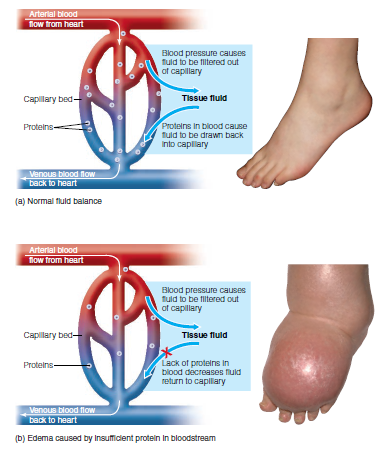 Arterial blood
flow from heart
Blood pressure causes
fluid to be filtered out
of capillary
Capillary bed
Tissue fluid
Proteins
Proteins in blood cause
fluid to be drawn back
into capillary
Venous blood flow
back to heart
(a) Normal fluid balance
Arterial blood
flow from heart
Blood pressure causes
fluid to be filtered out
of capillary
Capillary bed
Tissue fluid
Proteins
Lack of proteins in
blood decreases fluid
return to capillary
Venous blood flow
back to heart
(b) Edema caused by insufficient protein in bloodstream